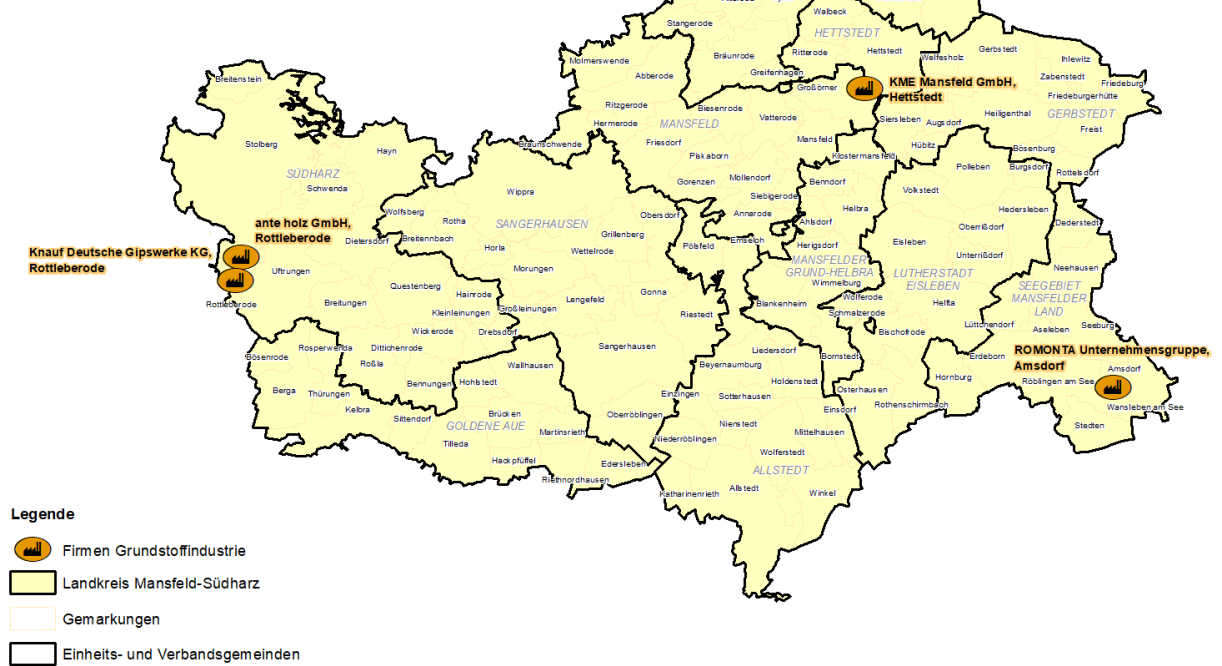 Walbeck
Stangerode
HETTSTEDT
Bräunrode
Ritterode
Hettstedt
Welfesholz
Gerbstedt
Ihlewitz
Molmerswende
Abberode
Greifenhagen
Zabenstedt
Friedeburg
Breitenstein
Großörner
KME Mansfeld GmbH,
Hettstedt
Friedeburgerhütte
Ritzgerode
Biesenrode
Vatterode
Siersleben
Augsdorf
Heiligenthal
GERBSTEDT
Hermerode
MANSFELD
Freist
Stolberg
Hayn
Braunschwende
Friesdorf
Mansfeld
Hübitz
Bösenburg
Piskaborn
Klostermansfeld
Polleben
Burgsdorf
Rottelsdorf
SÜDHARZ
Schwenda
Wippra
Gorenzen
Möllendorf
Benndorf
Volkstedt
Siebigerode
Wolfsberg
Rotha
SANGERHAUSEN
Obersdorf
Annarode
Helbra
Hedersleben
Dederstedt
ante holz GmbH,
Rottleberode
Dietersdorf
Breitennbach
Horla
Grillenberg
Wettelrode
Pölsfeld
Emseloh
Ahlsdorf
Hergisdorf
Eisleben
Oberrißdorf
Unterrißdorf
Knauf Deutsche Gipswerke KG,
Rottleberode
Uftrungen
Morungen
MANSFELDER
GRUND-HELBRA
Wimmelburg
LUTHERSTADT
EISLEBEN
Neehausen
SEEGEBIET
MANSFELDER
LAND
Rottleberode
Questenberg
Hainrode
Breitungen
Kleinleinungen
Großleinungen
Lengefeld
Gonna
Riestedt
Blankenheim
Wolferode
Schmalzerode
Helfta
Lüttchendorf
Seeburg
Aseleben
Wickerode
Drebsdorf
Bischofrode
Rosperwenda
Dittichenrode
Sangerhausen
Liedersdorf
Bornstedt
Erdeborn
ROMONTA Unternehmensgruppe,
Amsdorf
Bösenrode
Roßla
Wallhausen
Beyernaumburg
Amsdorf
Berga
Thürungen
Bennungen
Hohlstedt
Einzingen
Holdenstedt
Osterhausen
Hornburg
Röblingen am See
Kelbra
Sittendorf
Brücken
Oberröblingen
Sotterhausen
Einsdorf
Rothenschirmbach
Wansleben am See
GOLDENE AUE
Martinsrieth
Nienstedt
Mittelhausen
Stedten
Tilleda
Niederröblingen
Wolferstedt
Hackpfüffel
Edersleben
ALLSTEDT
Riethnordhausen
Katharinenrieth
Allstedt
Winkel
Legende
Firmen Grundstoffindustrie
Landkreis Mansfeld-Südharz
Gemarkungen
Einheits- und Verbandsgemeinden